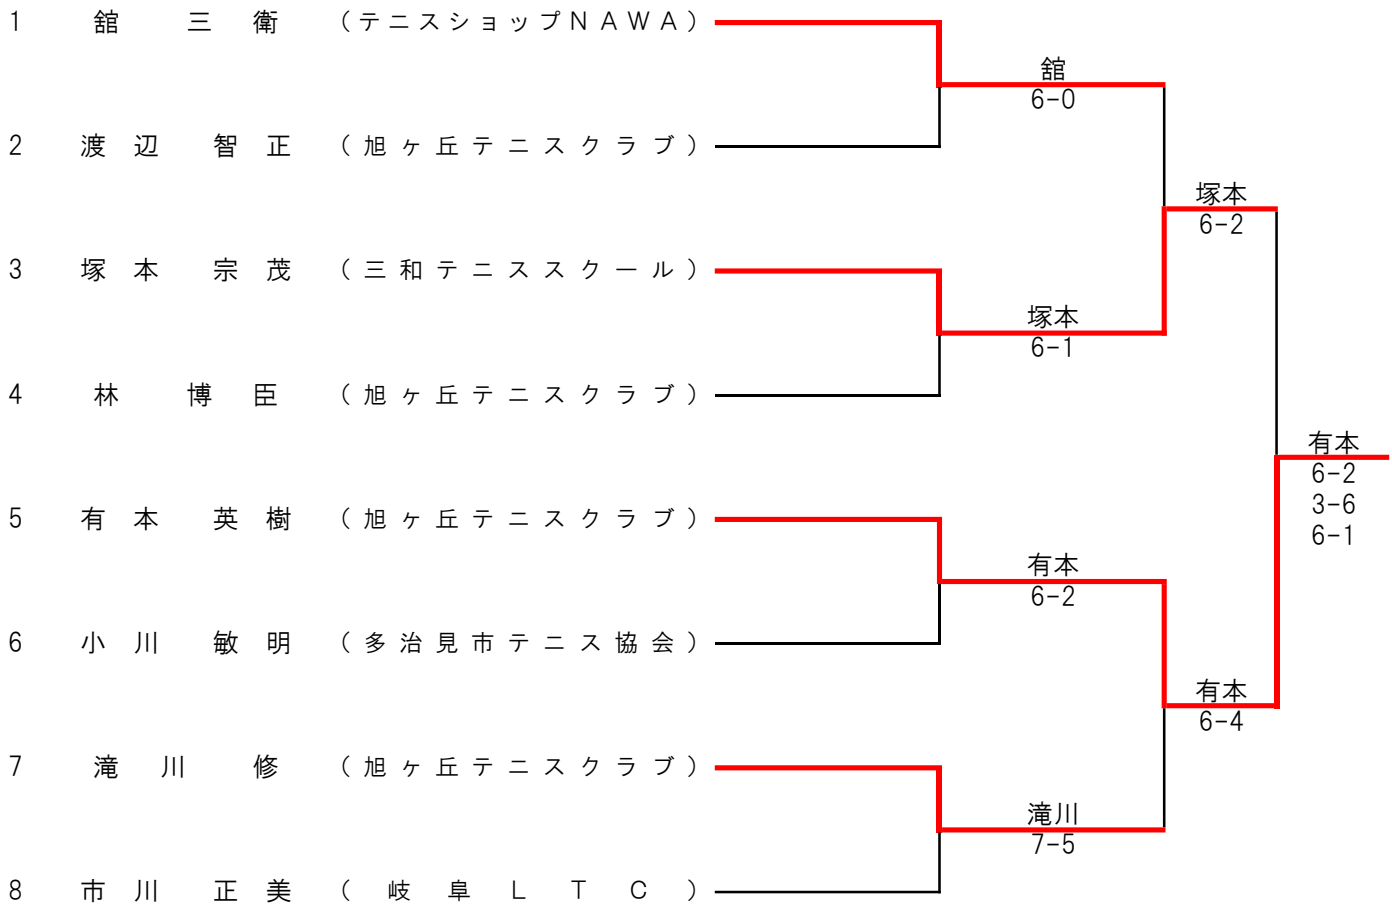 1 舘 三衛 （テニスショップＮＡＷＡ）
舘
6-0
2 渡辺 智正 （旭ヶ丘テニスクラブ）
塚本
6-2
3 塚本 宗茂 （三和テニススクール）
塚本
6-1
4 林 博臣 （旭ヶ丘テニスクラブ）
有本
6-2
3-6
6-1
5 有本 英樹 （旭ヶ丘テニスクラブ）
有本
6-2
6 小川 敏明 （多治見市テニス協会）
有本
6-4
7 滝川 修 （旭ヶ丘テニスクラブ）
滝川
7-5
8 市川 正美 （岐阜ＬＴＣ）